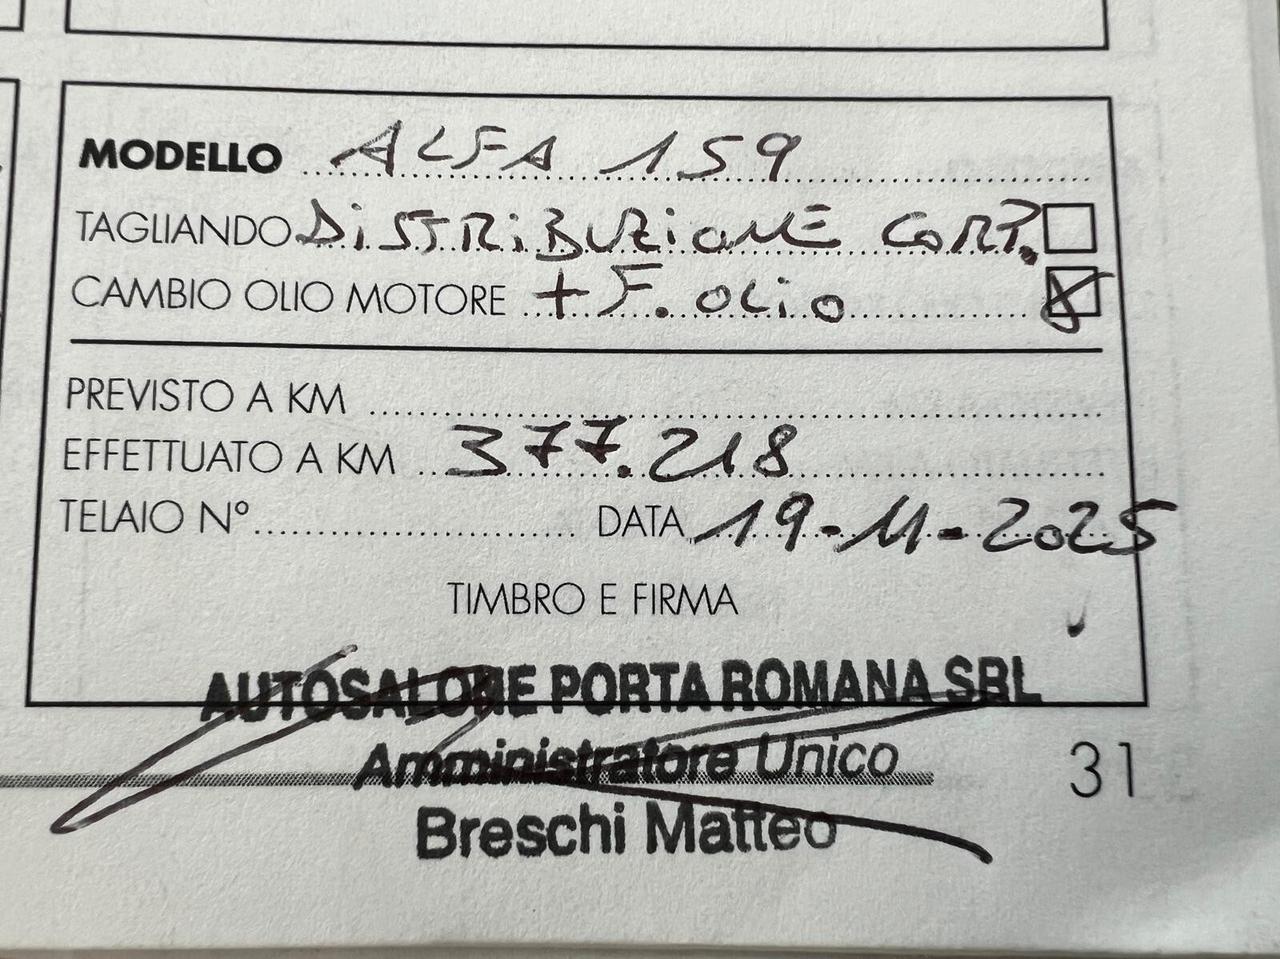 MODELLO ALFA 159
TAGLIANDO DiSTRiBUZioNE CoRP.
CAMBIO OLIO MOTORE + F. oLio
PREVISTO A KM
EFFETTUATO A KM 377.218
TELAIO N° DATA 19-11-2025
TIMBRO E FIRMA
AUTOSALONE PORTA ROMANA SRL
Amministratore Unico
31
Breschi Matteo